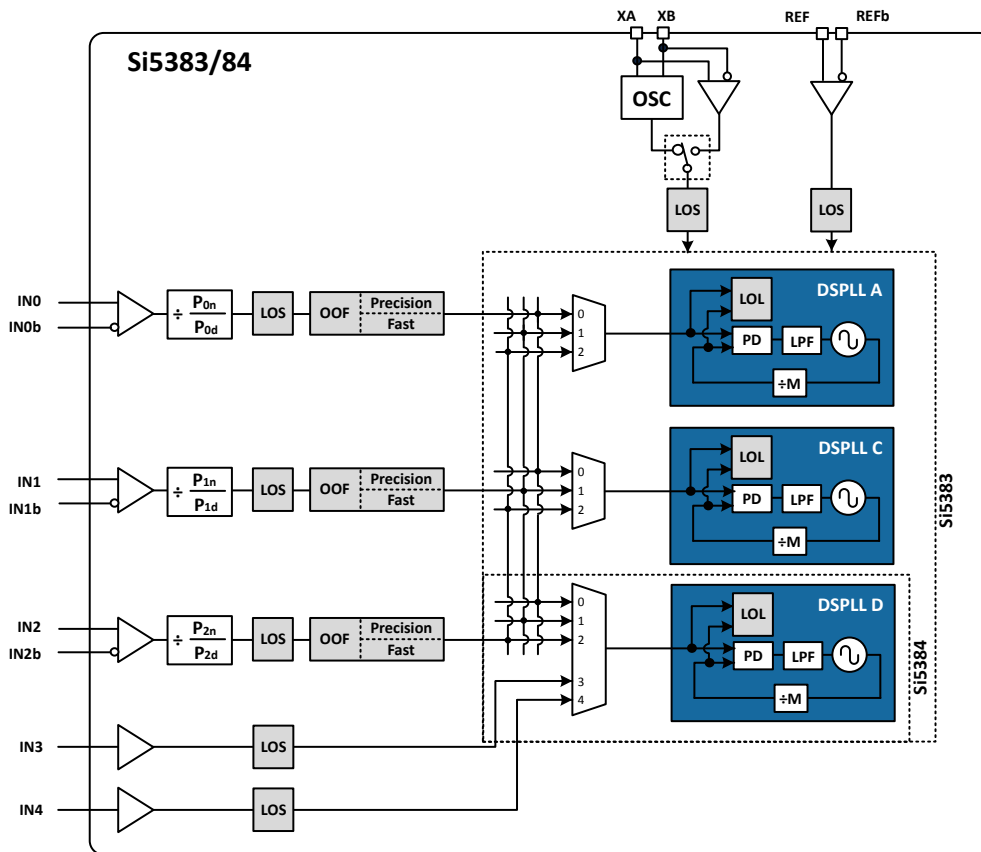 XA XB REF REFb
Si5383/84
OSC
LOS LOS
DSPLL A
LOL
IN0
IN0b
÷ P0n
P0d
LOS OOF Precision
Fast
0
1
2
PD LPF
÷M
DSPLL C
LOL
IN1
IN1b
÷ P1n
P1d
LOS OOF Precision
Fast
0
1
2
PD LPF
÷M
Si5383
DSPLL D
LOL
IN2
IN2b
÷ P2n
P2d
LOS OOF Precision
Fast
0
1
2
3
4
PD LPF
÷M
Si5384
IN3 LOS
IN4 LOS